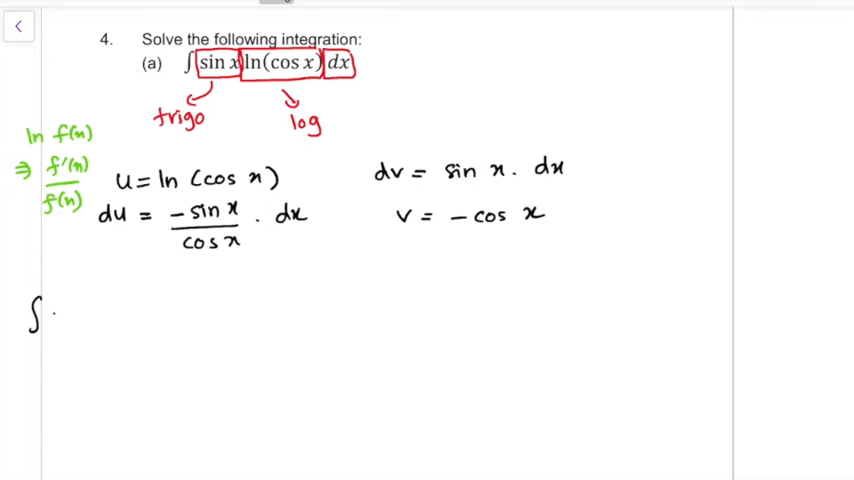 4. Solve the following integration:
(a) ∫ sin x ln(cos x) dx
trigo
log
ln f(x)
⇒ f'(x)/f(x)
u = ln (cos x)
dv = sin x . dx
du = -sin x/cos x . dx
v = - cos x
∫